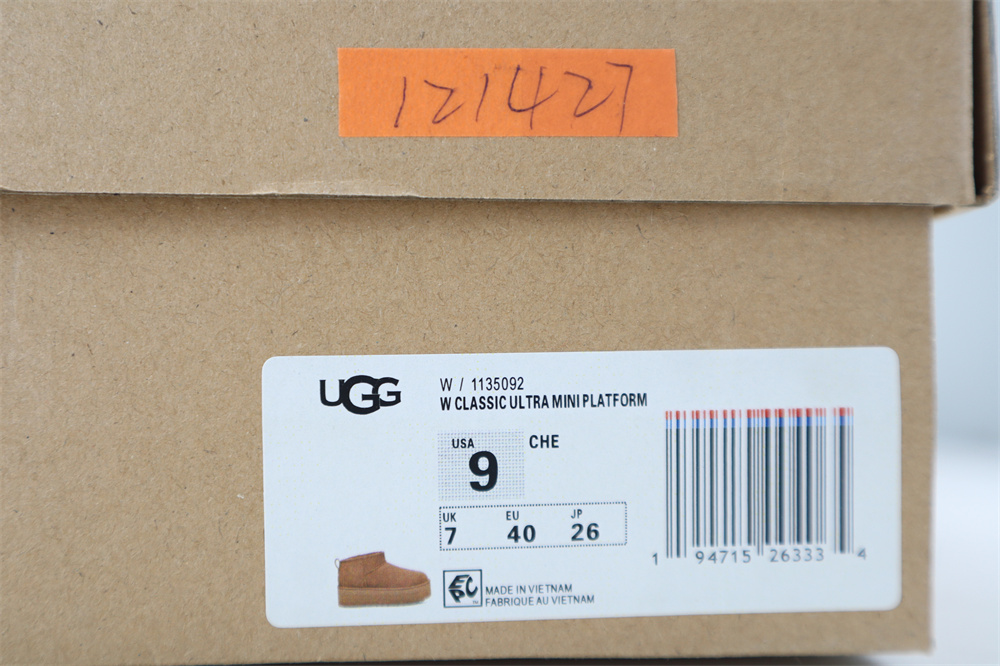 121427
UGG
W / 1135092
W CLASSIC ULTRA MINI PLATFORM
USA
9
CHE
UK EU JP
7 40 26
1 94715 26333 4
MADE IN VIETNAM
FABRIQUE AU VIETNAM